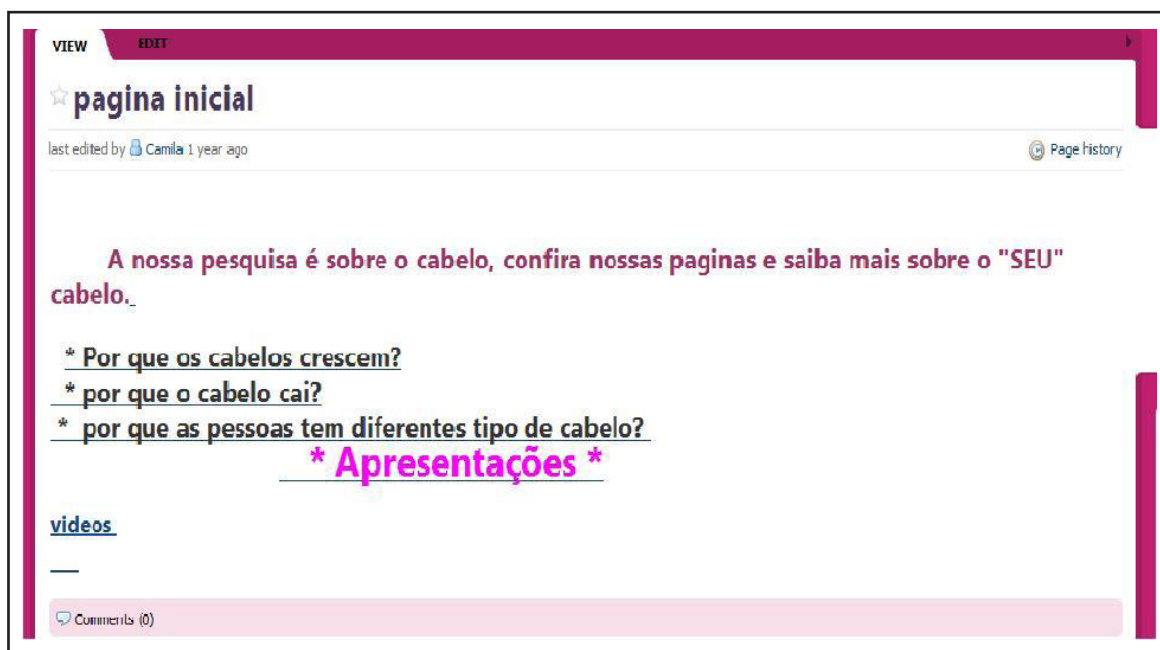 VIEW EDIT
pagina inicial
last edited by Camila 1 year ago Page history
A nossa pesquisa é sobre o cabelo, confira nossas paginas e saiba mais sobre o "SEU"
cabelo.
* Por que os cabelos crescem?
* por que o cabelo cai?
* por que as pessoas tem diferentes tipo de cabelo?
* Apresentações *
videos
Comments (0)